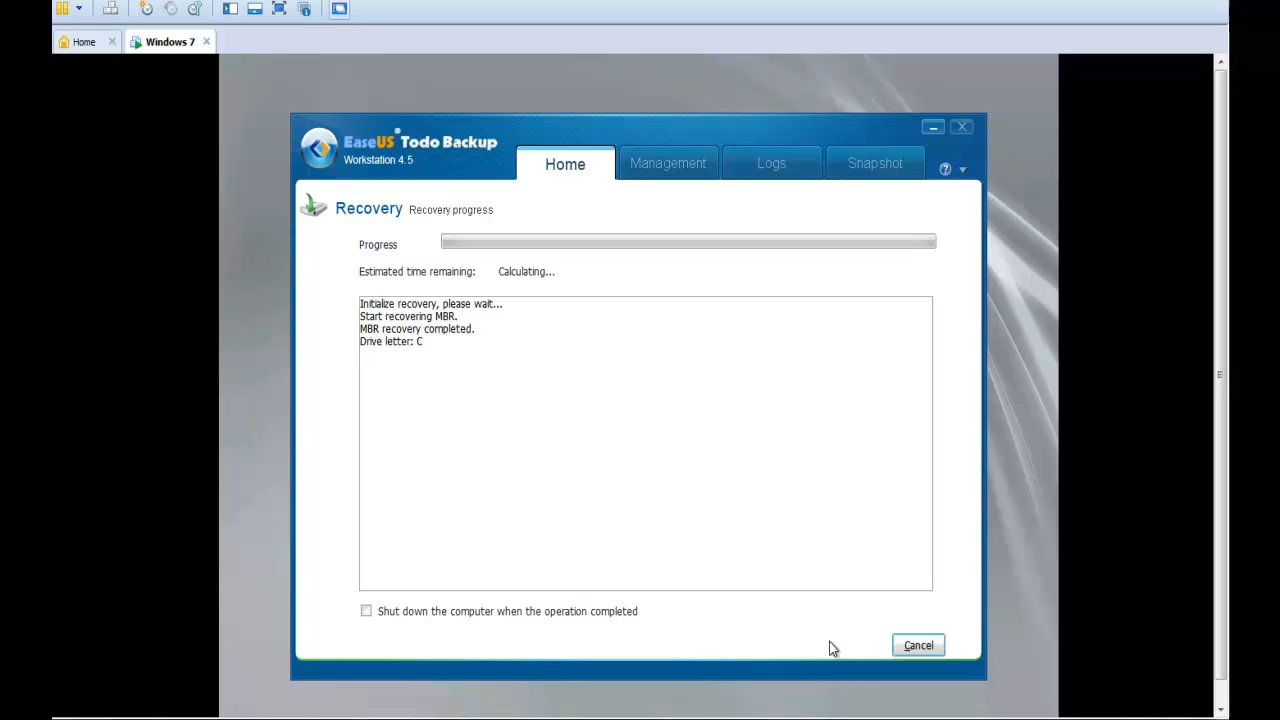 Home
Windows 7
EaseUS® Todo Backup
Workstation 4.5
Home
Management
Logs
Snapshot
Recovery Recovery progress
Progress
Estimated time remaining: Calculating...
Initialize recovery, please wait...
Start recovering MBR.
MBR recovery completed.
Drive letter: C
Shut down the computer when the operation completed
Cancel